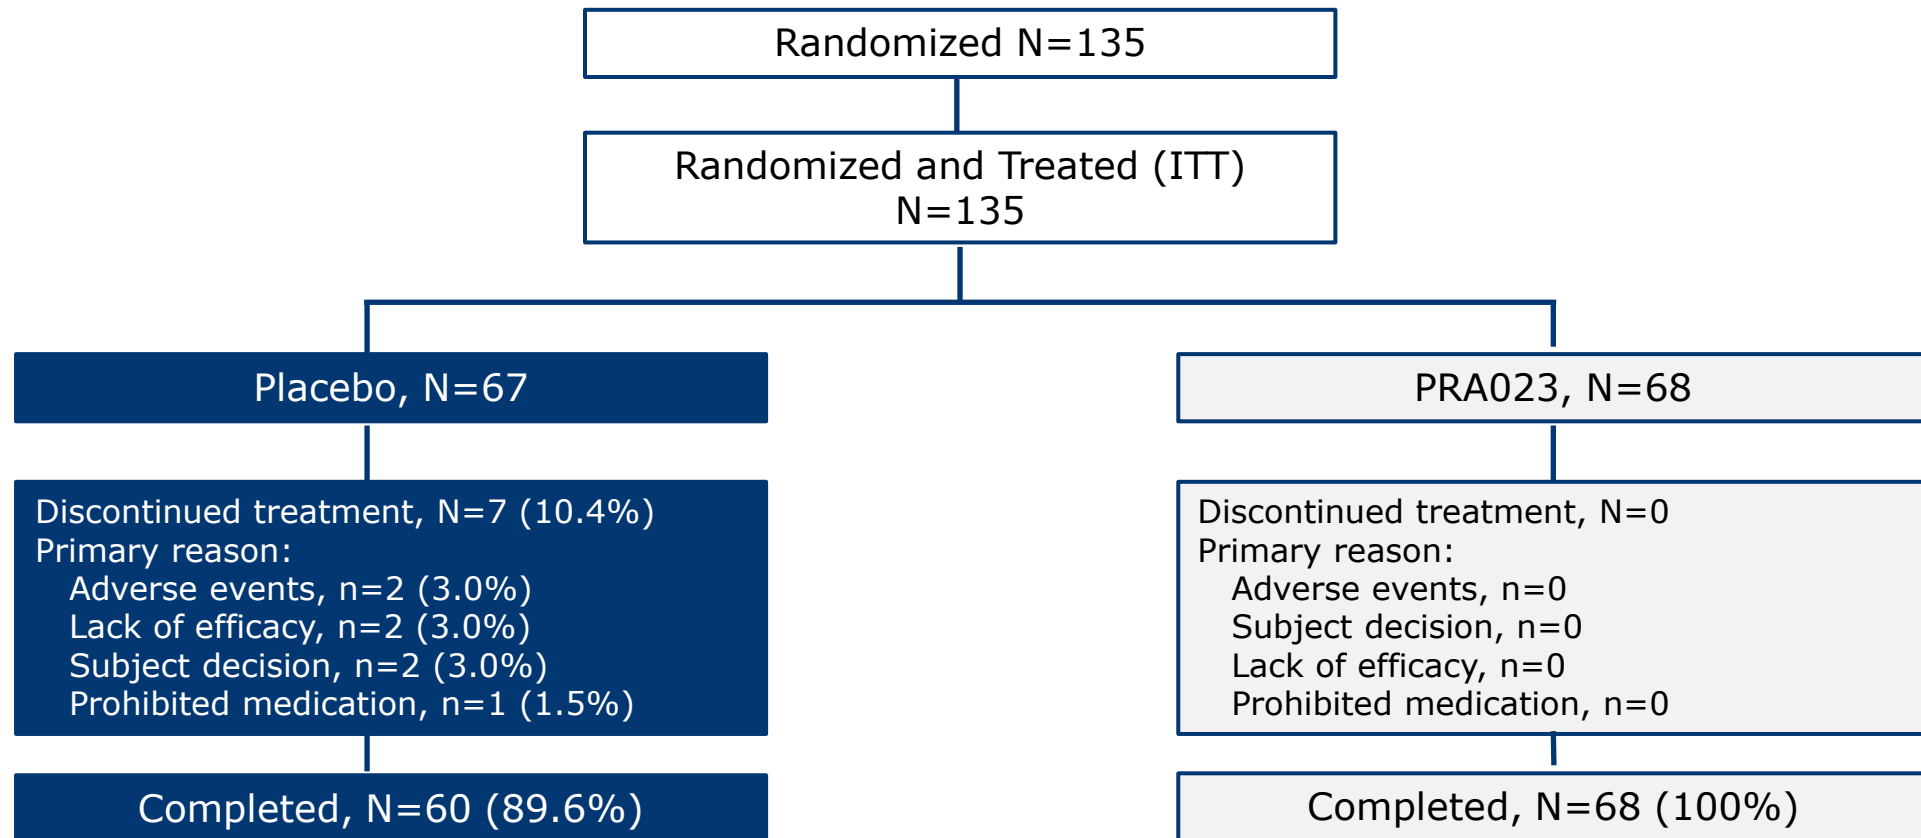 Randomized N=135
Randomized and Treated (ITT)
N=135
Placebo, N=67
Discontinued treatment, N=7 (10.4%)
Primary reason:
Adverse events, n=2 (3.0%)
Lack of efficacy, n=2 (3.0%)
Subject decision, n=2 (3.0%)
Prohibited medication, n=1 (1.5%)
Completed, N=60 (89.6%)
PRA023, N=68
Discontinued treatment, N=0
Primary reason:
Adverse events, n=0
Subject decision, n=0
Lack of efficacy, n=0
Prohibited medication, n=0
Completed, N=68 (100%)